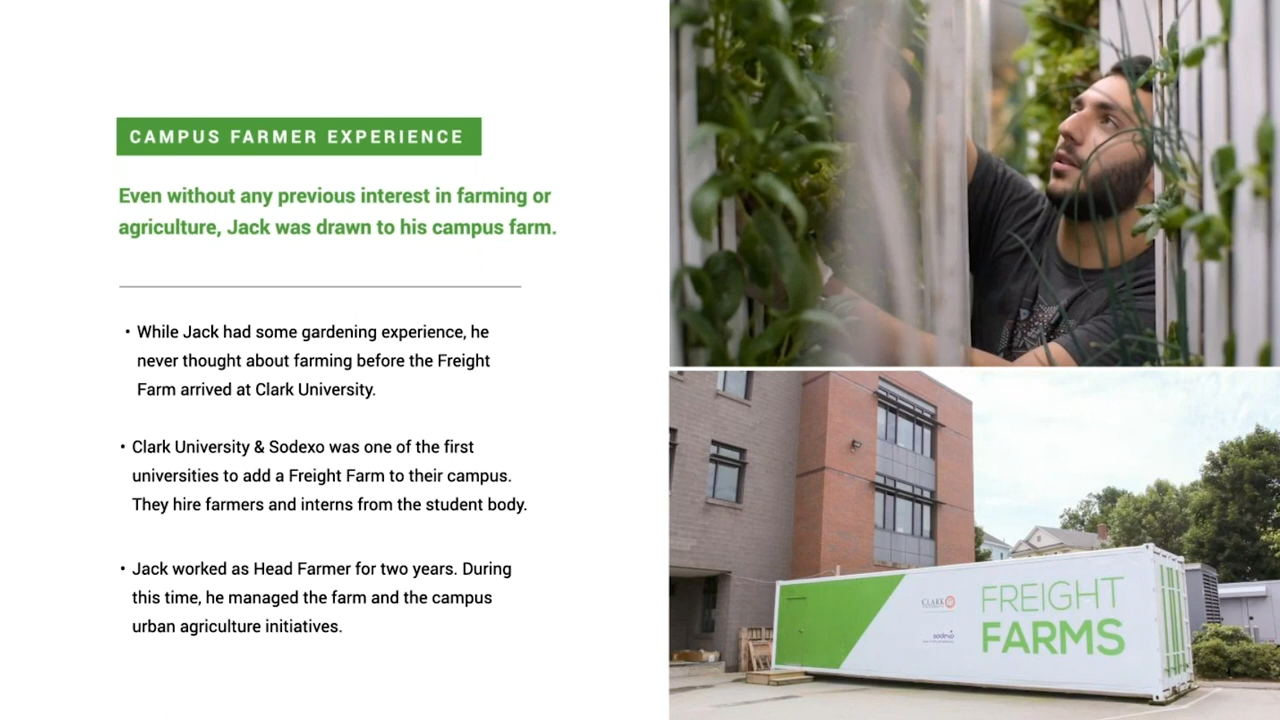 CAMPUS FARMER EXPERIENCE
Even without any previous interest in farming or
agriculture, Jack was drawn to his campus farm.
• While Jack had some gardening experience, he
never thought about farming before the Freight
Farm arrived at Clark University.
• Clark University & Sodexo was one of the first
universities to add a Freight Farm to their campus.
They hire farmers and interns from the student body.
• Jack worked as Head Farmer for two years. During
this time, he managed the farm and the campus
urban agriculture initiatives.
CLARK
sodexo
FREIGHT
FARMS